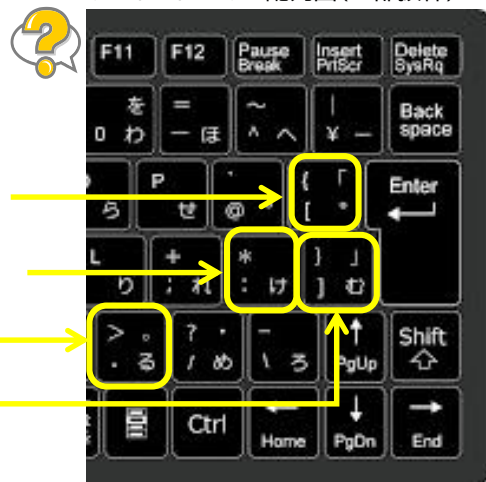 F11 F12 Pause Break Insert PrtScr Delete SysRq
0 を わ = － ほ ~ ^ へ | ¥ ー Back space
ら P せ ` @ ゛ { 「 [ ° Enter
L り + ; れ * : け } 」 ] む
> 。 . る ? ・ / め － \ ろ PgUp Shift
Ctrl Home PgDn End